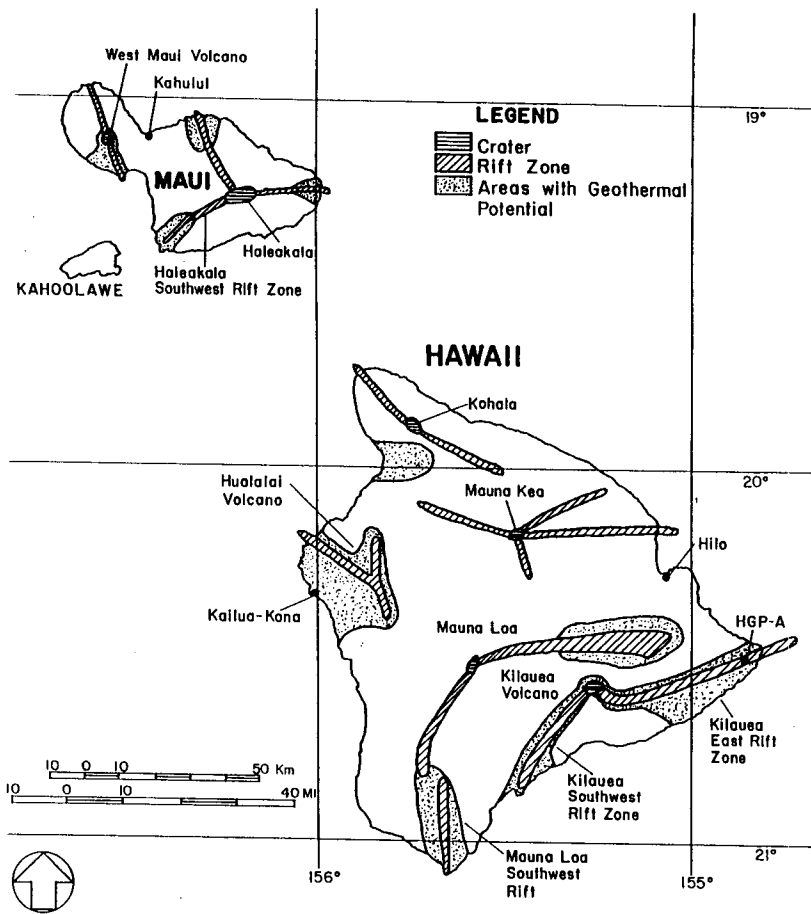 West Maui Volcano
Kahului
LEGEND
Crater
Rift Zone
Areas with Geothermal
Potential
19°
MAUI
Haleakala
Haleakala
Southwest Rift Zone
KAHOOLAWE
HAWAII
Kohala
20°
Hualalai
Volcano
Mauna Kea
Hilo
Kailua-Kona
Mauna Loa
HGP-A
Kilauea
Volcano
Kilauea
East Rift
Zone
Kilauea
Southwest
Rift Zone
10 0 10 50 Km
10 0 10 40 MI
Mauna Loa
Southwest
Rift
21°
156°
155°